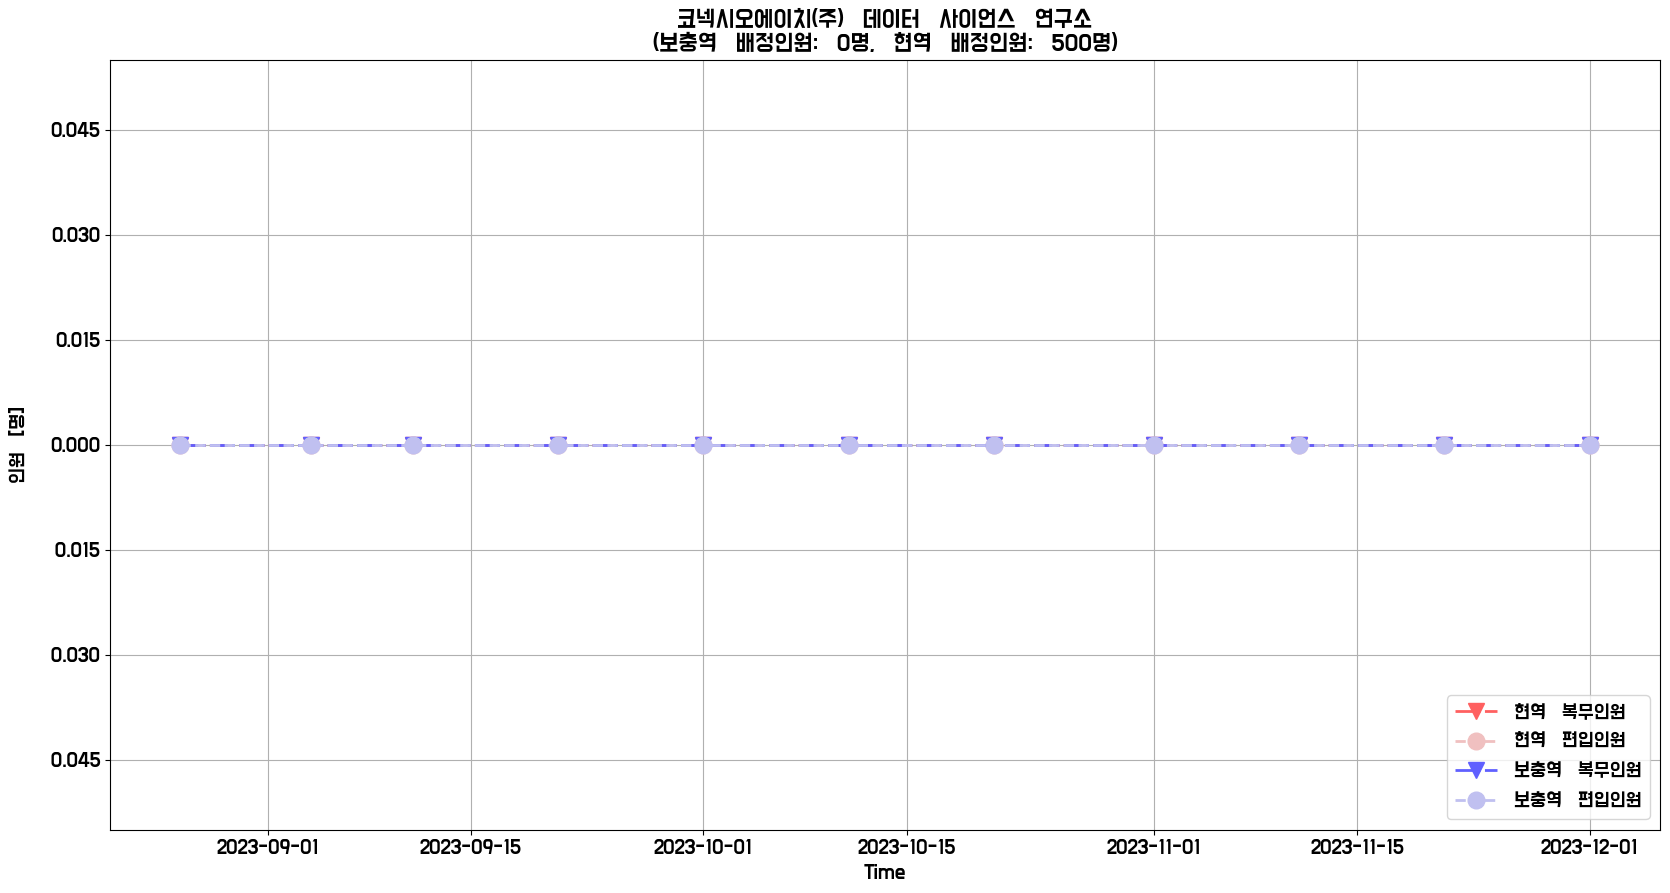 코넥시오에이치(주) 데이터 사이언스 연구소
(보충역 배정인원: 0명, 현역 배정인원: 500명)
0.045
0.030
0.015
0.000
0.015
0.030
0.045
인원 [명]
현역 복무인원
현역 편입인원
보충역 복무인원
보충역 편입인원
2023-09-01
2023-09-15
2023-10-01
2023-10-15
2023-11-01
2023-11-15
2023-12-01
Time